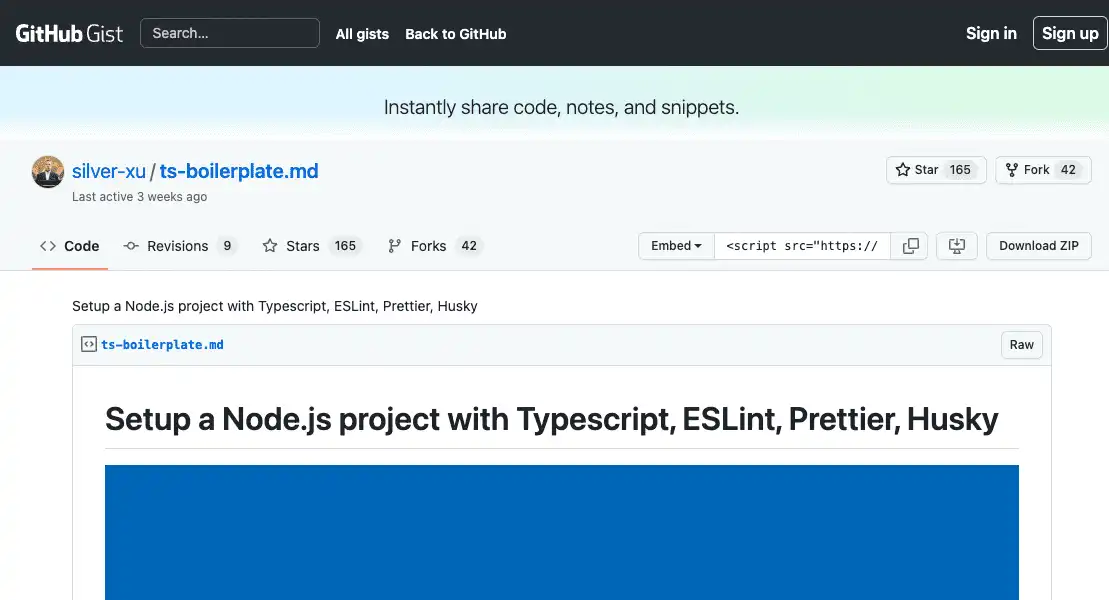 GitHub Gist Search... All gists Back to GitHub Sign in Sign up
Instantly share code, notes, and snippets.
silver-xu / ts-boilerplate.md Star 165 Fork 42
Last active 3 weeks ago
Code Revisions 9 Stars 165 Forks 42 Embed <script src="https:// Download ZIP
Setup a Node.js project with Typescript, ESLint, Prettier, Husky
ts-boilerplate.md Raw
Setup a Node.js project with Typescript, ESLint, Prettier, Husky